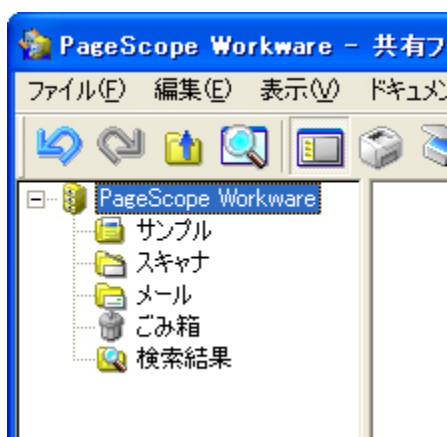 PageScope Workware - 共有フ
ファイル(F) 編集(E) 表示(V) ドキュメン
PageScope Workware
サンプル
スキャナ
メール
ごみ箱
検索結果